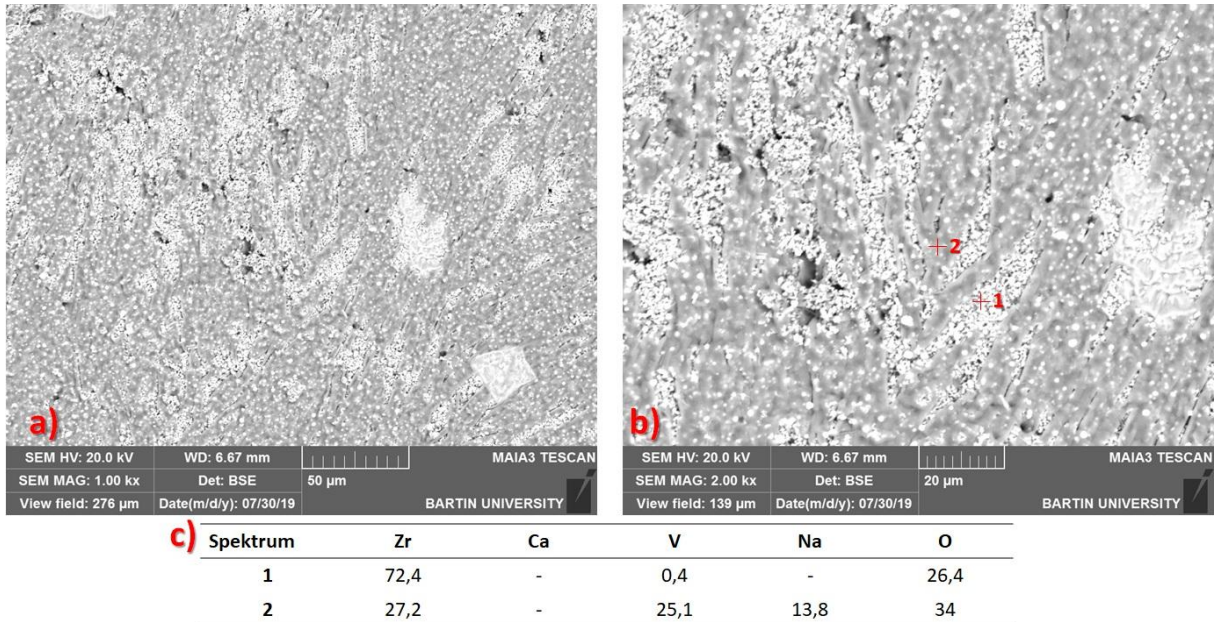 a)
SEM HV: 20.0 kV WD: 6.67 mm MAIA3 TESCAN
SEM MAG: 1.00 kx Det: BSE 50 µm
View field: 276 µm Date(m/d/y): 07/30/19 BARTIN UNIVERSITY
2
1
b)
SEM HV: 20.0 kV WD: 6.67 mm MAIA3 TESCAN
SEM MAG: 2.00 kx Det: BSE 20 µm
View field: 139 µm Date(m/d/y): 07/30/19 BARTIN UNIVERSITY
c) Spektrum Zr Ca V Na O
1 72,4 - 0,4 - 26,4
2 27,2 - 25,1 13,8 34